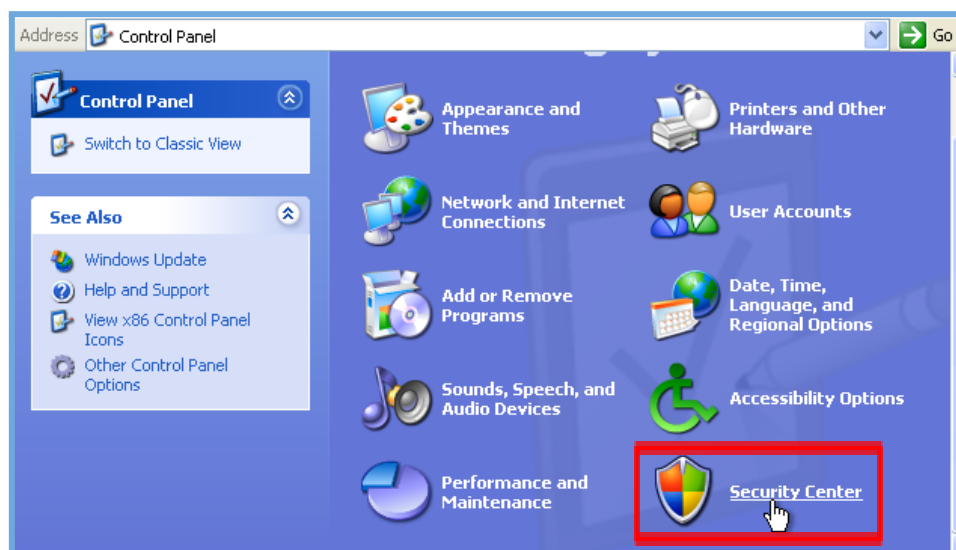 Address Control Panel Go
Control Panel
Switch to Classic View
See Also
Windows Update
Help and Support
View x86 Control Panel
Icons
Other Control Panel
Options
Appearance and
Themes
Printers and Other
Hardware
Network and Internet
Connections
User Accounts
Add or Remove
Programs
Date, Time,
Language, and
Regional Options
Sounds, Speech, and
Audio Devices
Accessibility Options
Performance and
Maintenance
Security Center